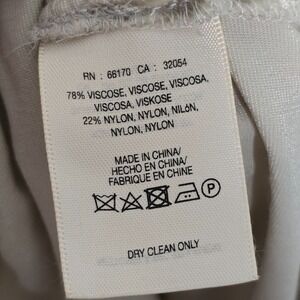 RN : 66170 CA : 32054
78% VISCOSE, VISCOSE, VISCOSA,
VISCOSA, VISKOSE
22% NYLON, NYLON, NILÓN,
NYLON, NYLON
MADE IN CHINA/
HECHO EN CHINA/
FABRIQUE EN CHINE
P
DRY CLEAN ONLY